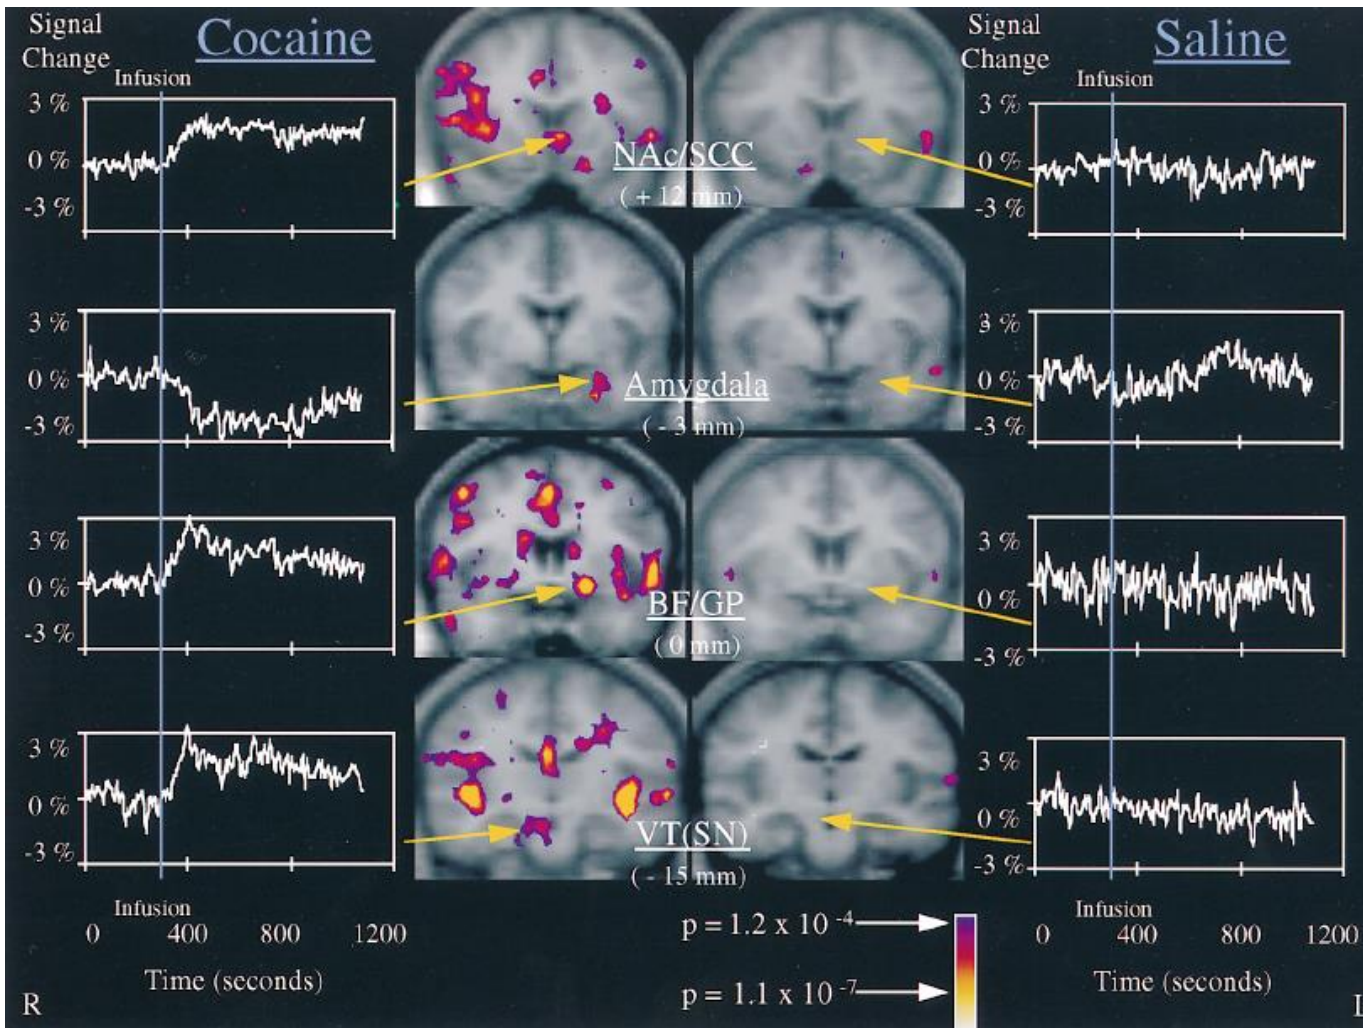 Signal
Change
Cocaine
Infusion
3 %
0 %
-3 %
3 %
0 %
-3 %
3 %
0 %
-3 %
3 %
0 %
-3 %
Infusion
0 400 800 1200
Time (seconds)
R
NAc/SCC
( + 12 mm)
Amygdala
( - 3 mm)
BF/GP
( 0 mm)
VT(SN)
( - 15 mm)
p = 1.2 x 10 -4
p = 1.1 x 10 -7
Signal
Change
Saline
Infusion
3 %
0 %
-3 %
3 %
0 %
-3 %
3 %
0 %
-3 %
3 %
0 %
-3 %
Infusion
0 400 800 1200
Time (seconds)